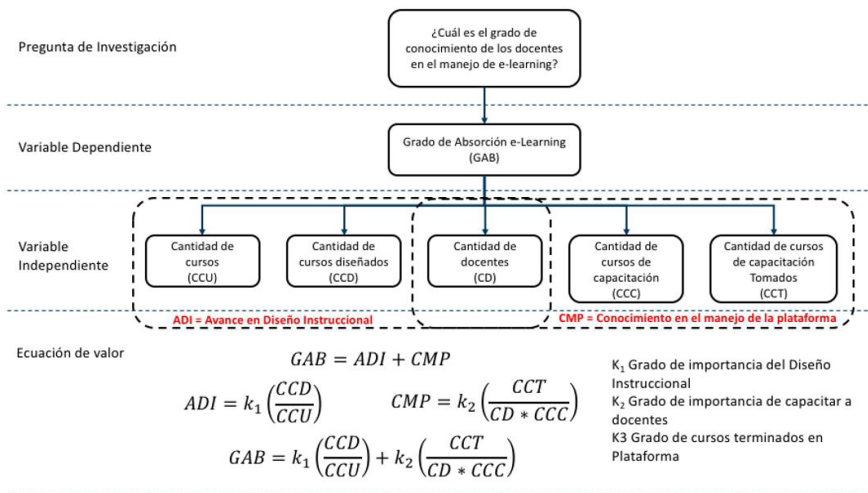 Pregunta de Investigación
¿Cuál es el grado de
conocimiento de los docentes
en el manejo de e-learning?
Variable Dependiente
Grado de Absorción e-Learning
(GAB)
Variable
Independiente
Cantidad de
cursos
(CCU)
Cantidad de
cursos diseñados
(CCD)
Cantidad de
docentes
(CD)
Cantidad de
cursos de
capacitación
(CCC)
Cantidad de cursos
de capacitación
Tomados
(CCT)
ADI = Avance en Diseño Instruccional
CMP = Conocimiento en el manejo de la plataforma
Ecuación de valor
GAB = ADI + CMP
ADI = k₁(CCD/CCU)
CMP = k₂(CCT/(CD * CCC))
GAB = k₁(CCD/CCU) + k₂(CCT/(CD * CCC))
K₁ Grado de importancia del Diseño
Instruccional
K₂ Grado de importancia de capacitar a
docentes
K3 Grado de cursos terminados en
Plataforma